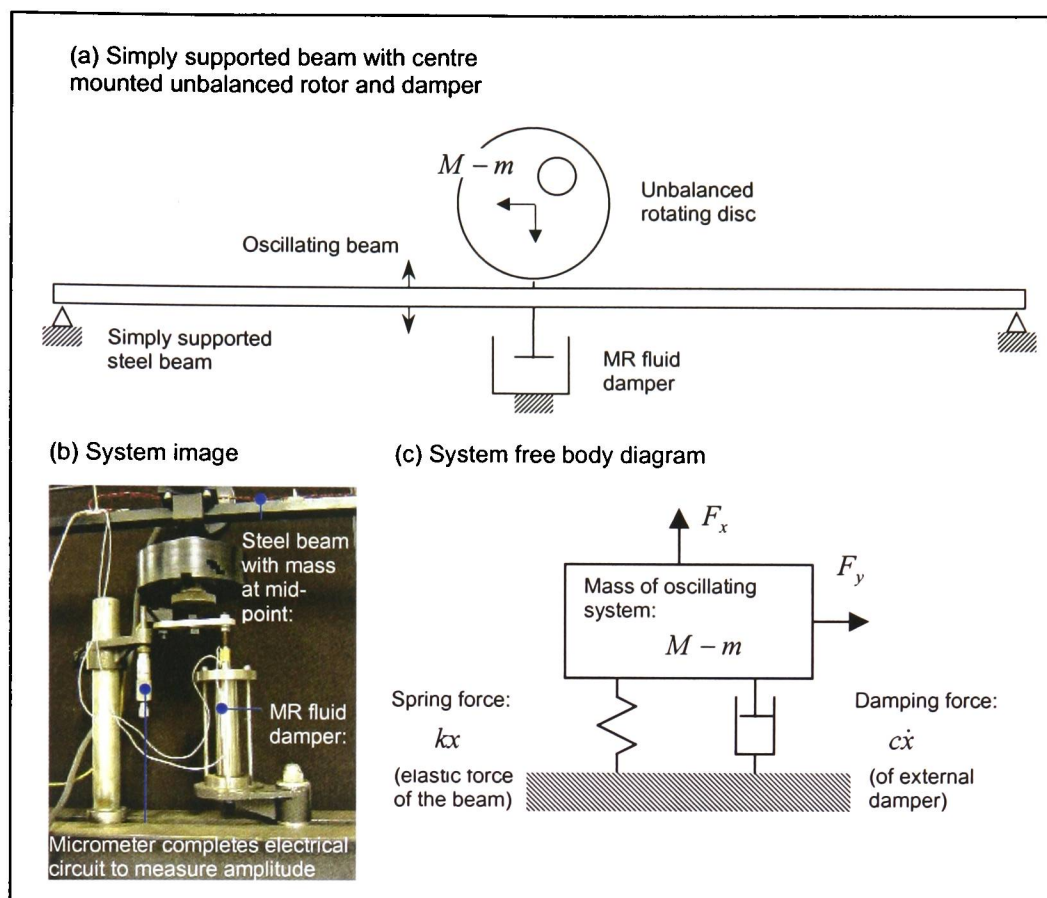 (a) Simply supported beam with centre
mounted unbalanced rotor and damper
M − m
Unbalanced
rotating disc
Oscillating beam
Simply supported
steel beam
MR fluid
damper
(b) System image
Steel beam
with mass
at mid-
point:
MR fluid
damper:
Micrometer completes electrical
circuit to measure amplitude
(c) System free body diagram
F_x
F_y
Mass of oscillating
system:
M − m
Spring force:
kx
(elastic force
of the beam)
Damping force:
cẋ
(of external
damper)